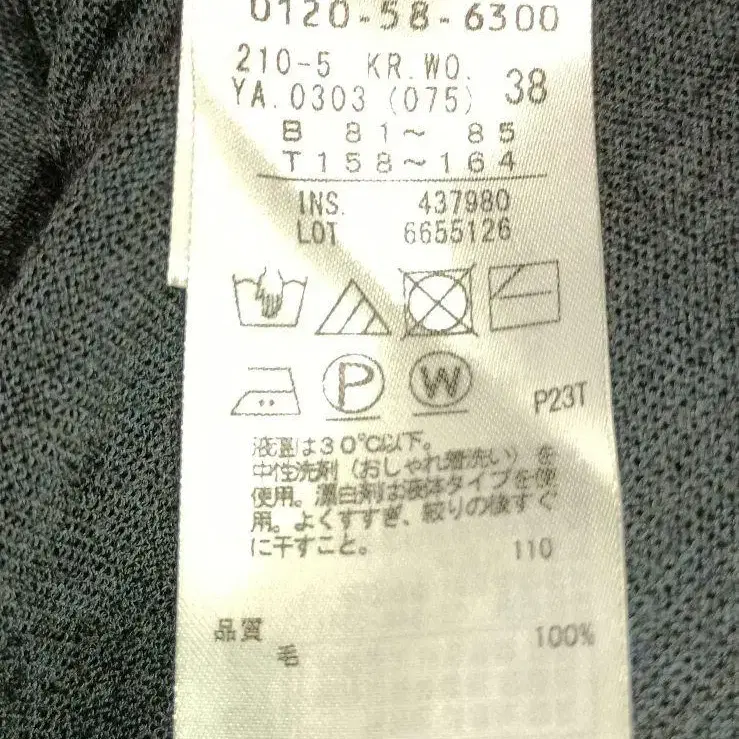 0120-58-6300
210-5 KR.WO.
YA.0303 (075) 38
B 81～ 85
T158～164
INS. 437980
LOT 6655126
P W
P23T
液温は30℃以下。
中性洗剤（おしゃれ着洗い）を
使用。漂白剤は液体タイプを使
用。よくすすぎ、絞りの後すぐ
に干すこと。
110
品質
毛 100%